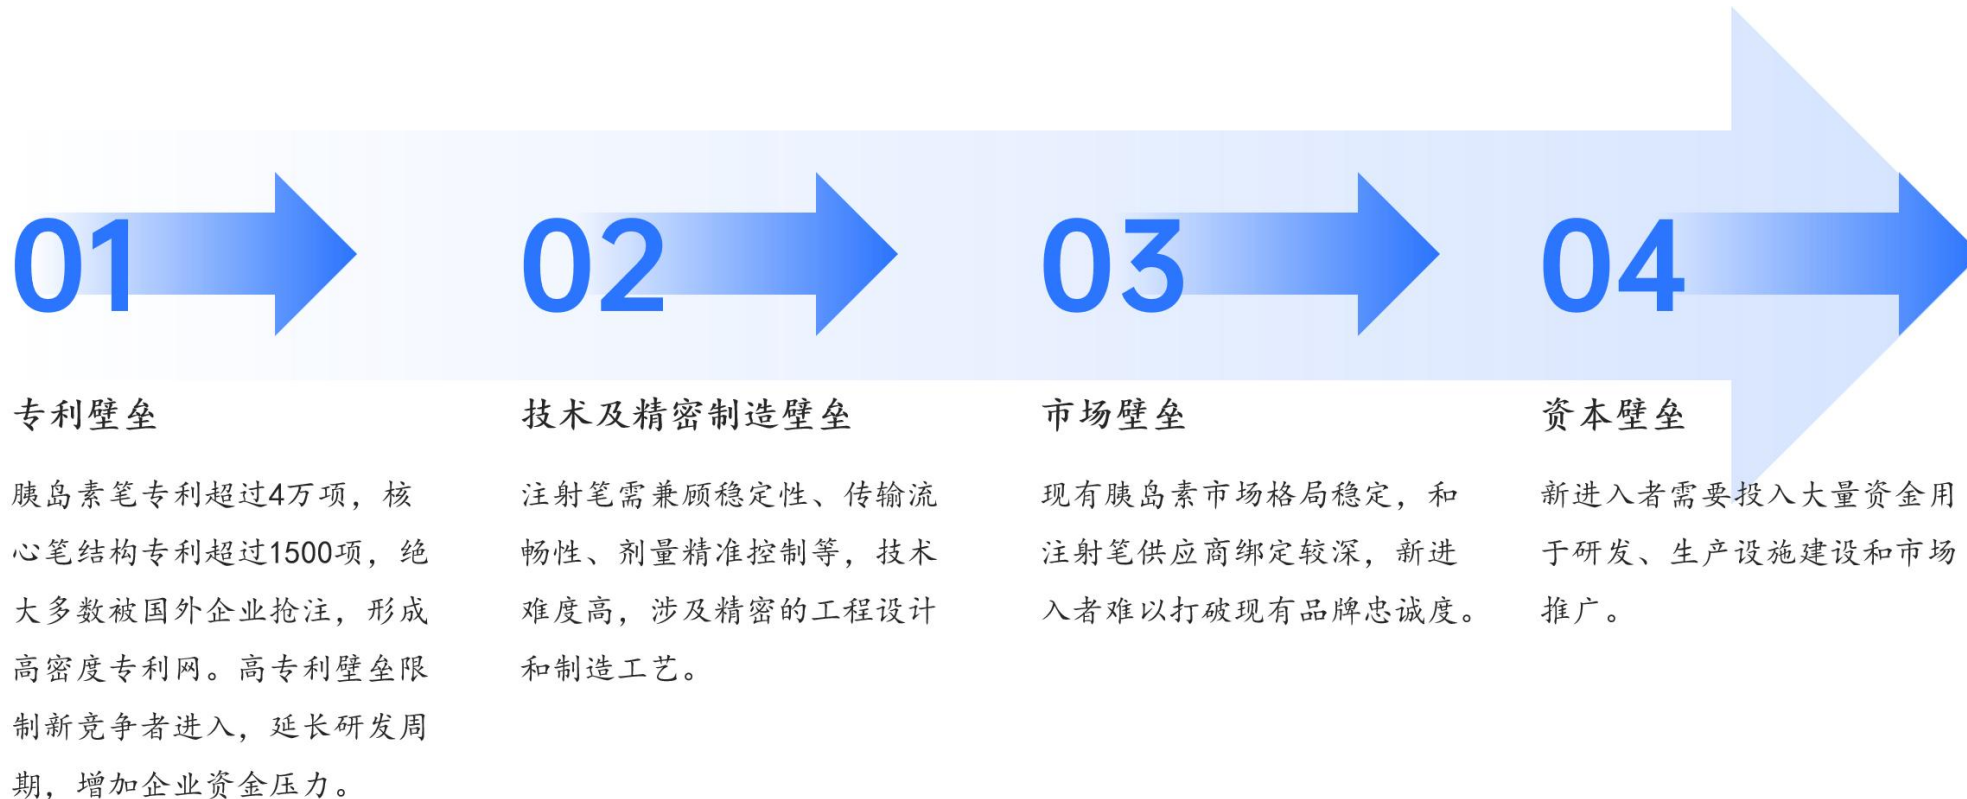 01
专利壁垒
胰岛素笔专利超过4万项，核
心笔结构专利超过1500项，绝
大多数被国外企业抢注，形成
高密度专利网。高专利壁垒限
制新竞争者进入，延长研发周
期，增加企业资金压力。
02
技术及精密制造壁垒
注射笔需兼顾稳定性、传输流
畅性、剂量精准控制等，技术
难度高，涉及精密的工程设计
和制造工艺。
03
市场壁垒
现有胰岛素市场格局稳定，和
注射笔供应商绑定较深，新进
入者难以打破现有品牌忠诚度。
04
资本壁垒
新进入者需要投入大量资金用
于研发、生产设施建设和市场
推广。